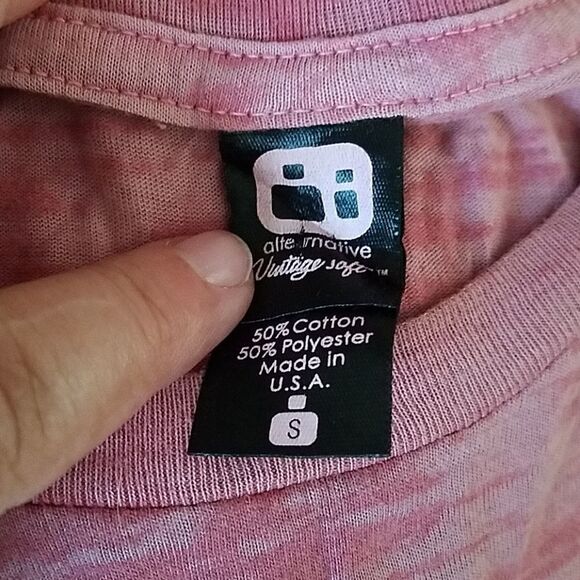 alternative
Vintage soft™
50% Cotton
50% Polyester
Made in
U.S.A.
S